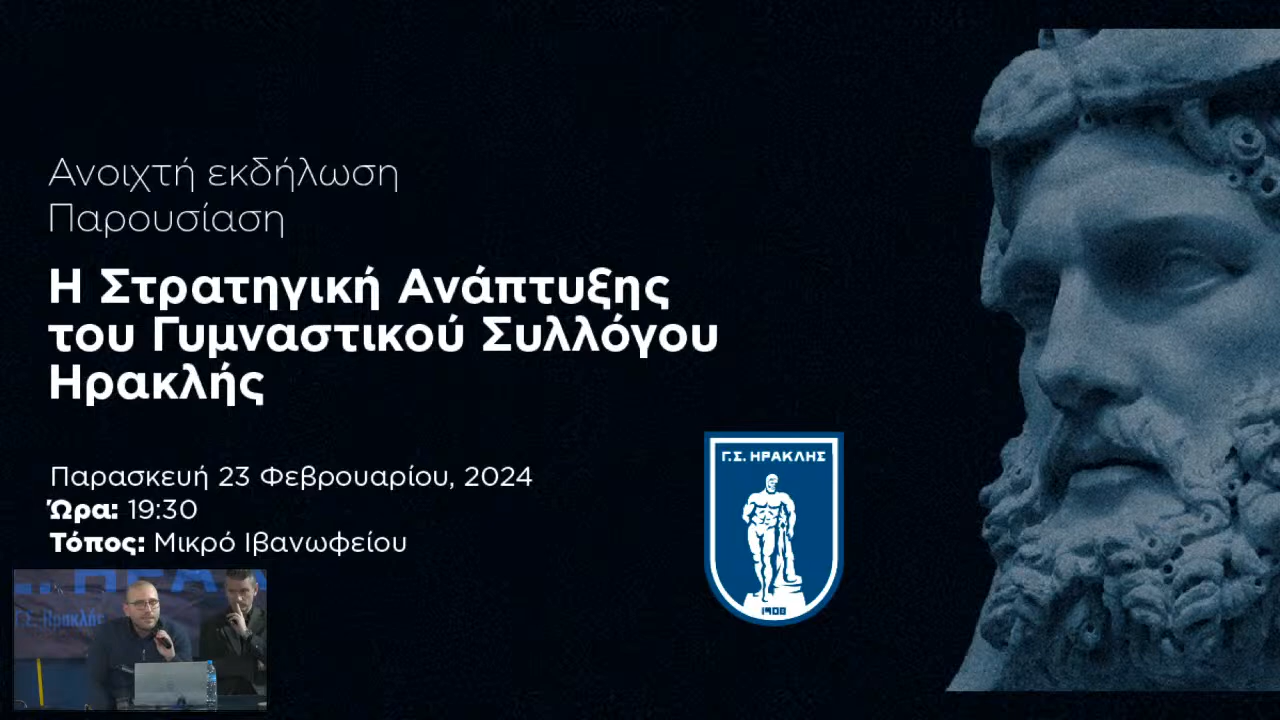 Ανοιχτή εκδήλωση
Παρουσίαση
Η Στρατηγική Ανάπτυξης
του Γυμναστικού Συλλόγου
Ηρακλής
Παρασκευή 23 Φεβρουαρίου, 2024
Ώρα: 19:30
Τόπος: Μικρό Ιβανωφείου
Γ.Σ. ΗΡΑΚΛΗΣ
1908
Γ.Σ. Ηρακλής